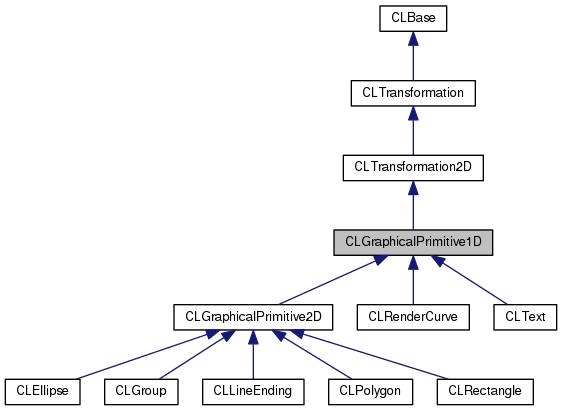 CLBase
CLTransformation
CLTransformation2D
CLGraphicalPrimitive1D
CLGraphicalPrimitive2D
CLRenderCurve
CLText
CLEllipse
CLGroup
CLLineEnding
CLPolygon
CLRectangle